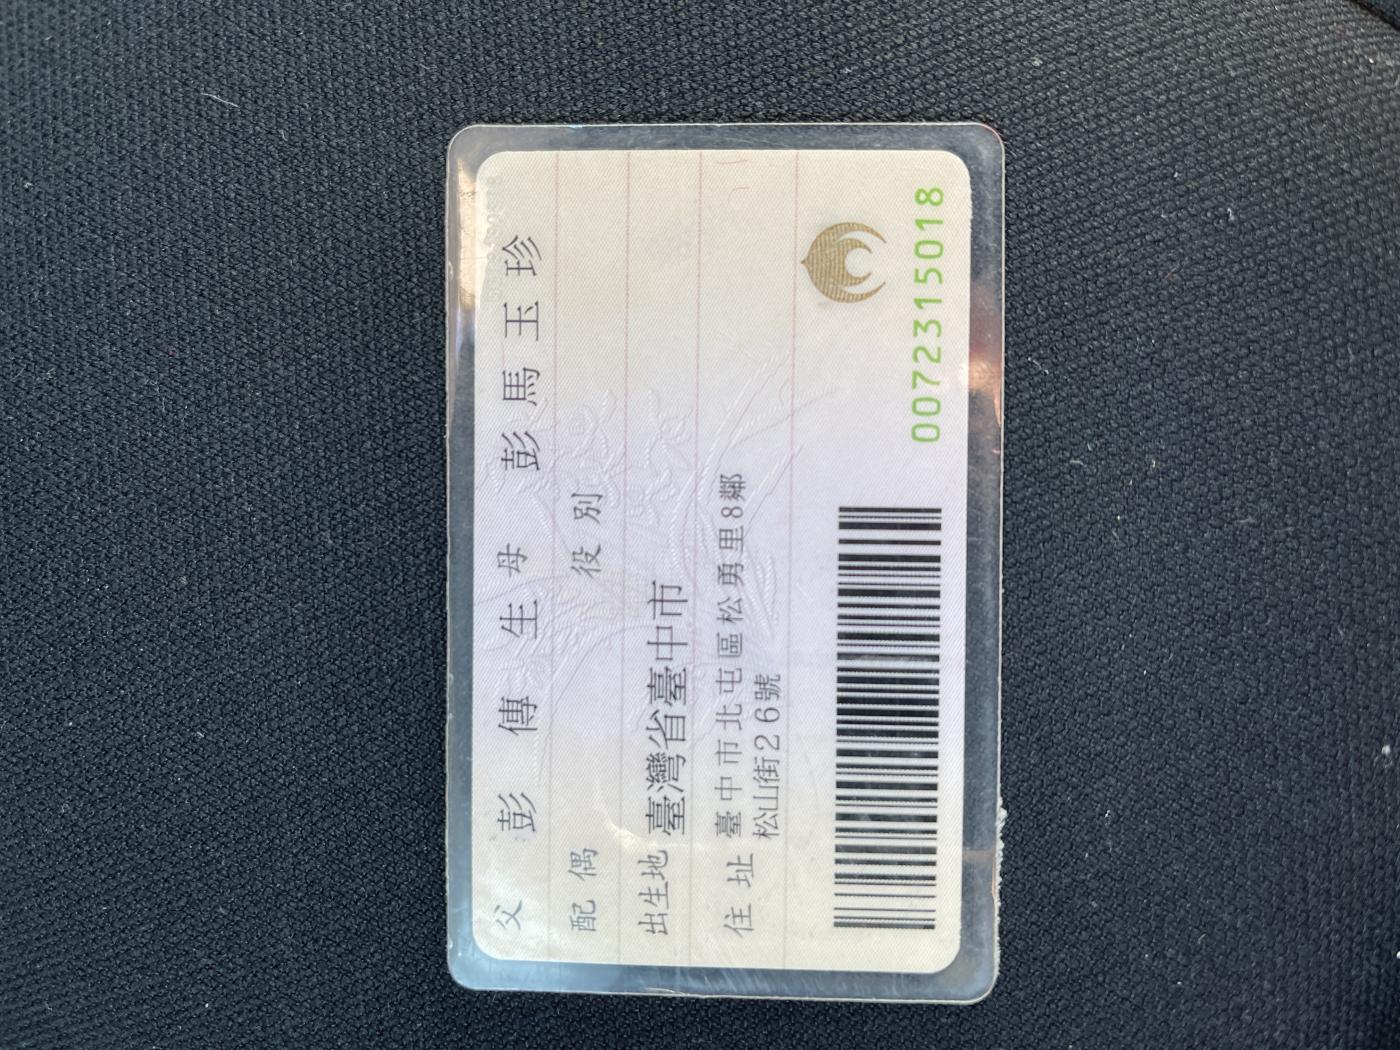 父 彭傳生 母 彭馬玉珍
配偶 役別
出生地 臺灣省臺中市
住址 臺中市北屯區松勇里8鄰
松山街26號
0072315018